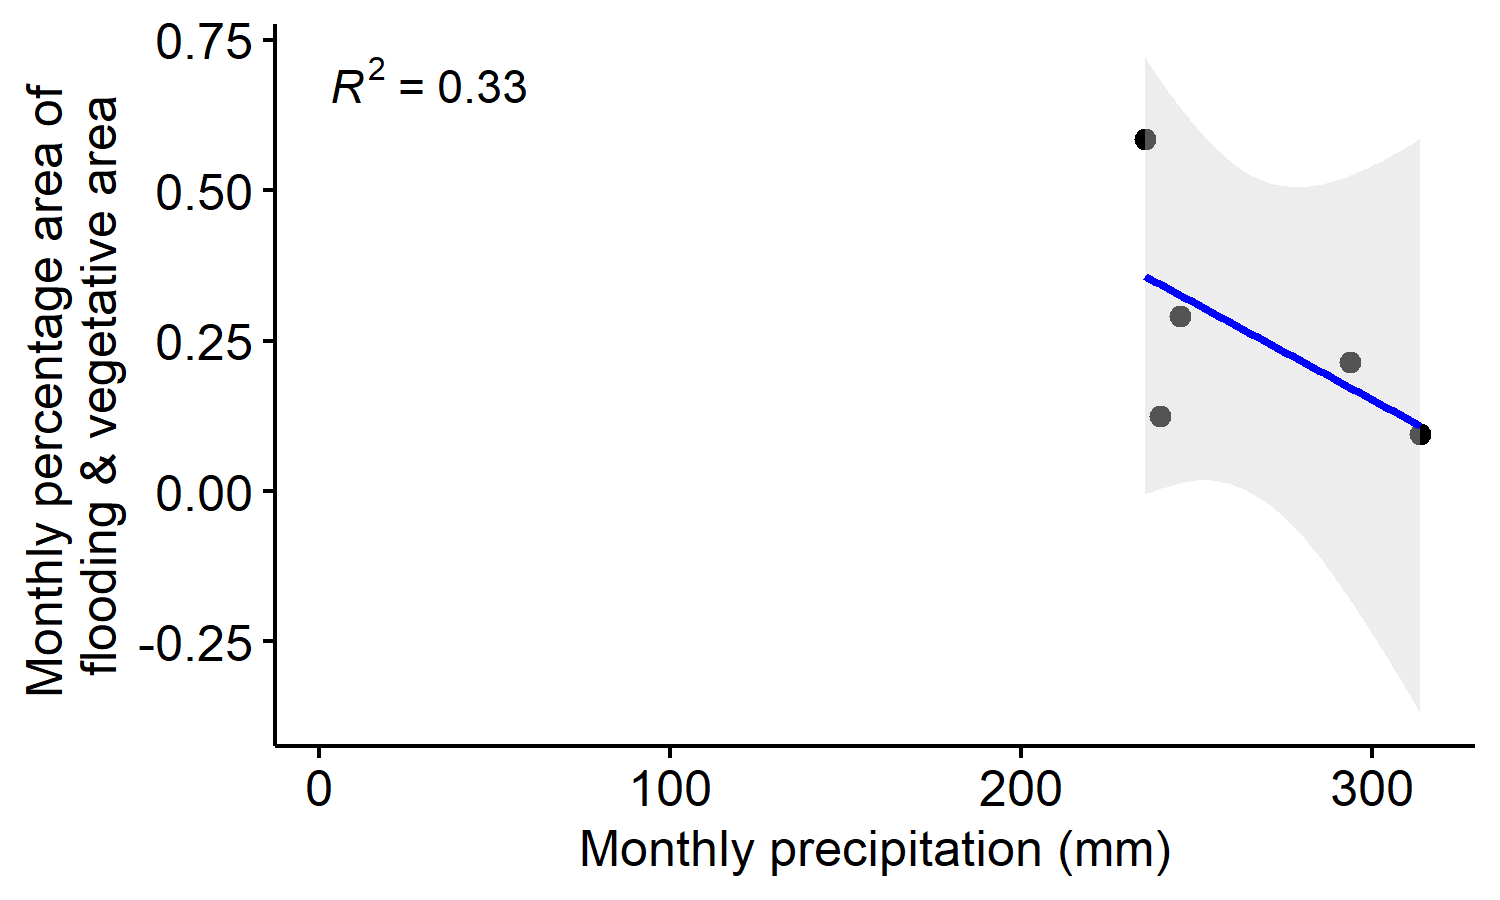 Monthly percentage area of
flooding & vegetative area
0.75
0.50
0.25
0.00
-0.25
R² = 0.33
0 100 200 300
Monthly precipitation (mm)